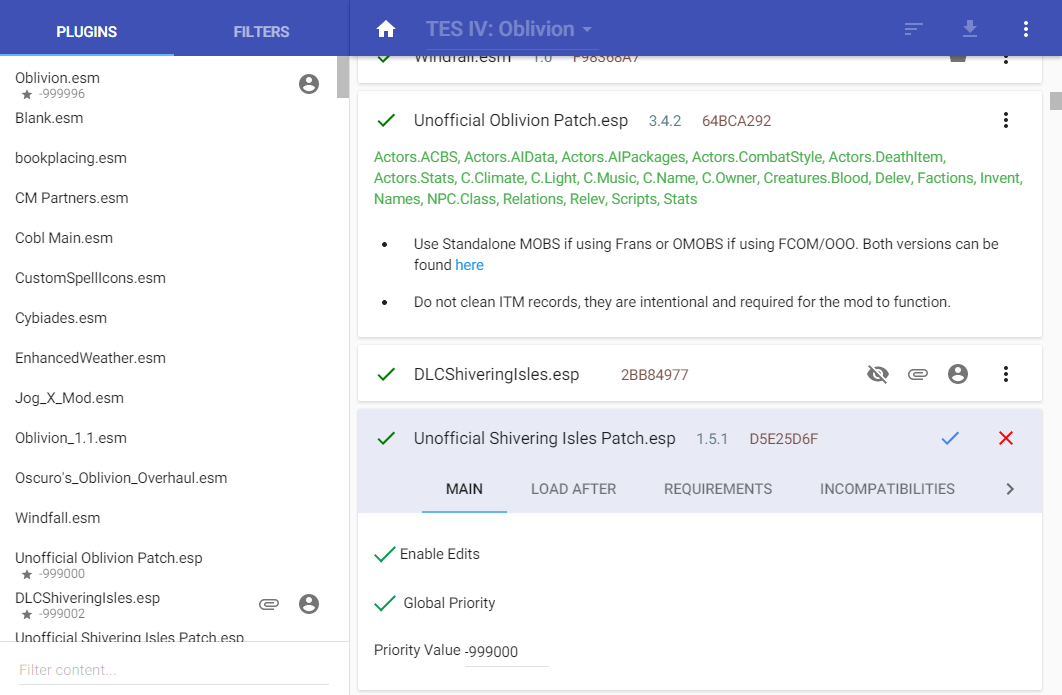 PLUGINS
FILTERS
TES IV: Oblivion
Oblivion.esm
-999996
Blank.esm
bookplacing.esm
CM Partners.esm
Cobl Main.esm
CustomSpellIcons.esm
Cybiades.esm
EnhancedWeather.esm
Jog_X_Mod.esm
Oblivion_1.1.esm
Oscuro's_Oblivion_Overhaul.esm
Windfall.esm
Unofficial Oblivion Patch.esp
-999000
DLCShiveringIsles.esp
-999002
Unofficial Shivering Isles Patch.esp
Filter content...
Windfall.esm 1.0 F98368A7
Unofficial Oblivion Patch.esp 3.4.2 64BCA292
Actors.ACBS, Actors.AIData, Actors.AIPackages, Actors.CombatStyle, Actors.DeathItem,
Actors.Stats, C.Climate, C.Light, C.Music, C.Name, C.Owner, Creatures.Blood, Delev, Factions, Invent,
Names, NPC.Class, Relations, Relev, Scripts, Stats
Use Standalone MOBS if using Frans or OMOBS if using FCOM/OOO. Both versions can be
found here
Do not clean ITM records, they are intentional and required for the mod to function.
DLCShiveringIsles.esp 2BB84977
Unofficial Shivering Isles Patch.esp 1.5.1 D5E25D6F
MAIN LOAD AFTER REQUIREMENTS INCOMPATIBILITIES
Enable Edits
Global Priority
Priority Value -999000